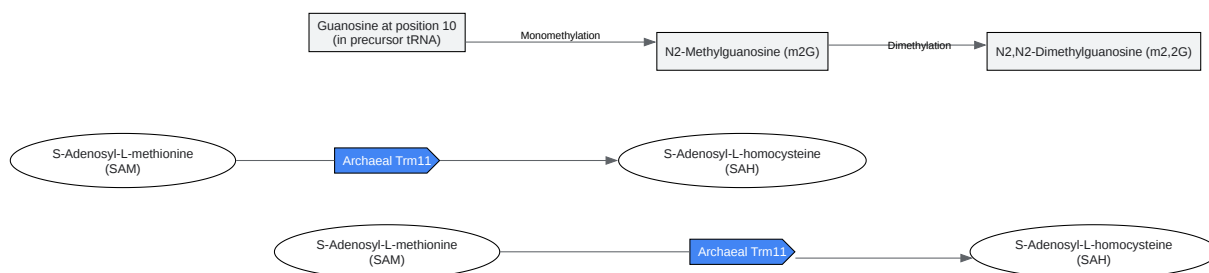 Guanosine at position 10
(in precursor tRNA)
Monomethylation
N2-Methylguanosine (m2G)
Dimethylation
N2,N2-Dimethylguanosine (m2,2G)
S-Adenosyl-L-methionine
(SAM)
Archaeal Trm11
S-Adenosyl-L-homocysteine
(SAH)
S-Adenosyl-L-methionine
(SAM)
Archaeal Trm11
S-Adenosyl-L-homocysteine
(SAH)